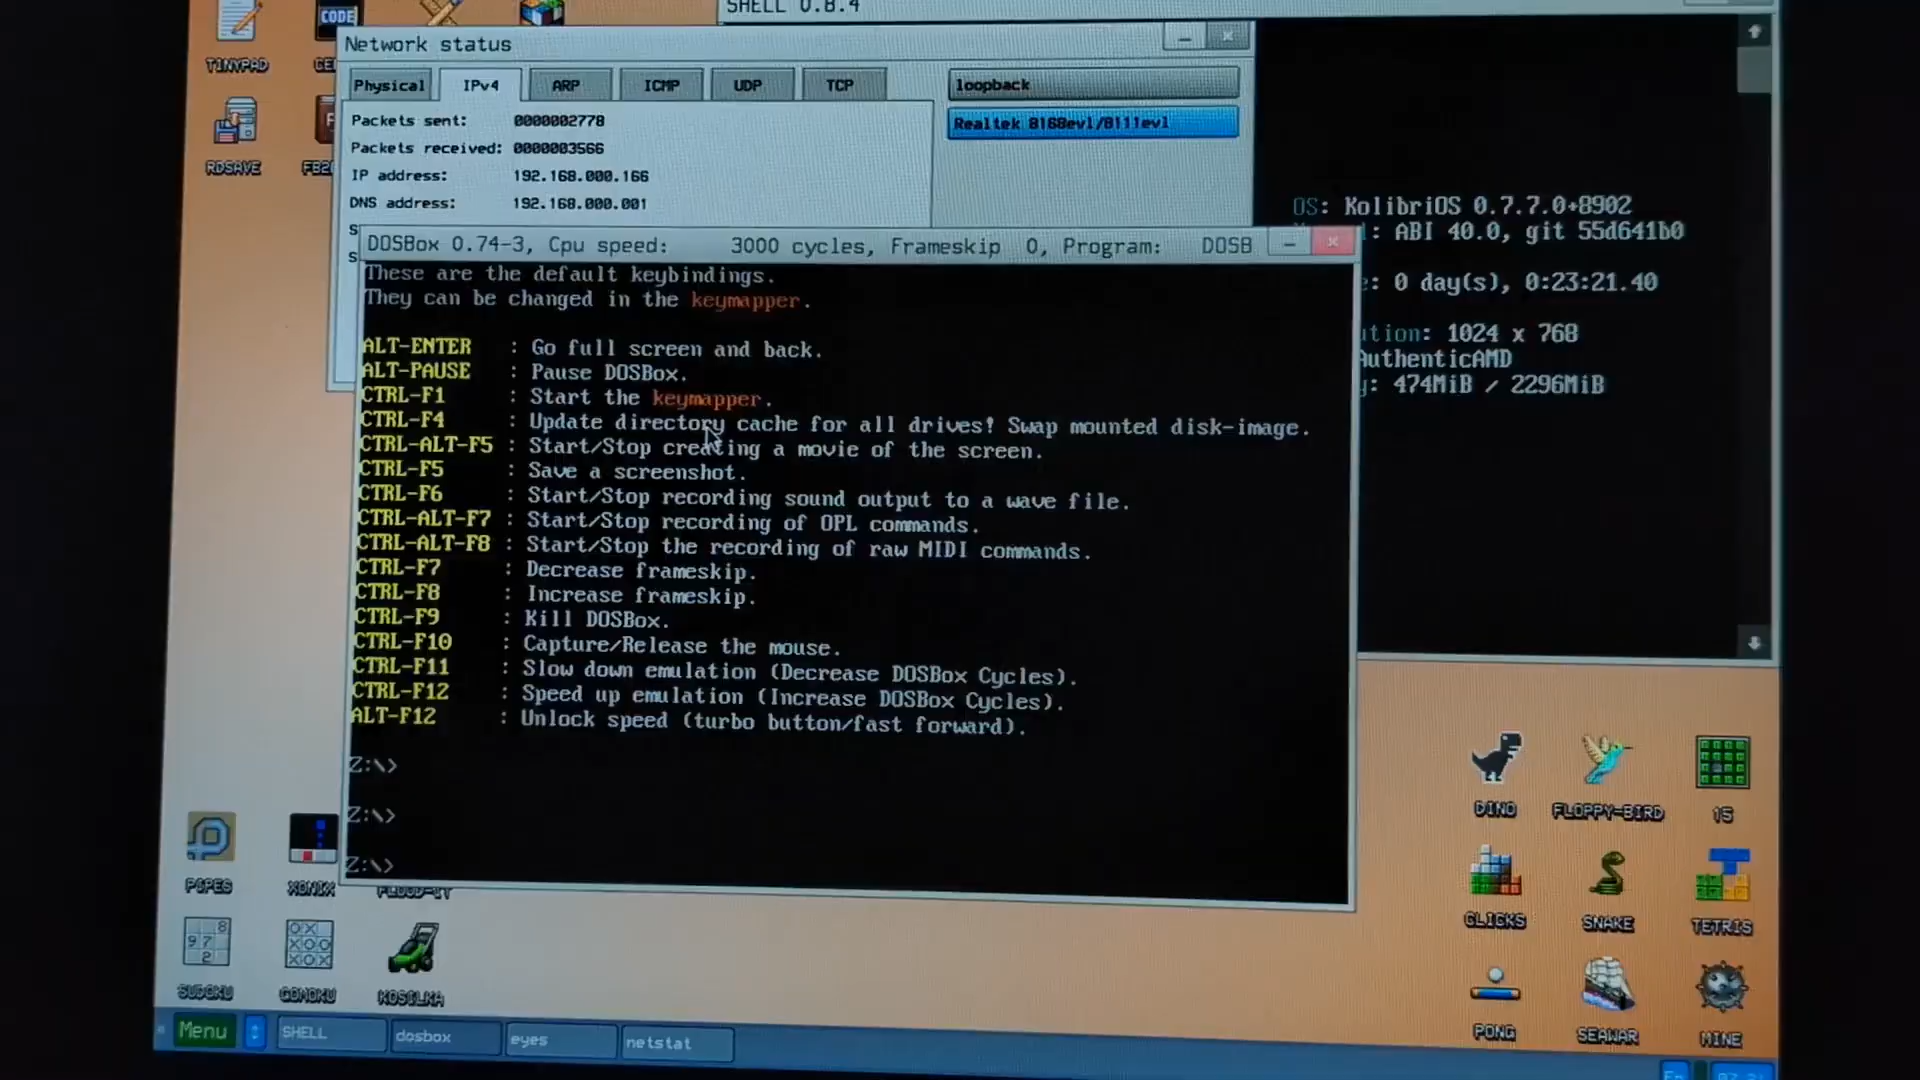 SHELL 0.8.4
TINYPAD
RDSAVE
Network status
Physical IPv4 ARP ICMP UDP TCP
Packets sent: 0000002778
Packets received: 0000003566
IP address: 192.168.000.166
DNS address: 192.168.000.001
loopback
Realtek 8168evl/8111evl
OS: KolibriOS 0.7.7.0+8902
: ABI 40.0, git 55d641b0
e: 0 day(s), 0:23:21.40
ution: 1024 x 768
AuthenticAMD
y: 474MiB / 2296MiB
DOSBox 0.74-3, Cpu speed: 3000 cycles, Frameskip 0, Program: DOSB
These are the default keybindings.
They can be changed in the keymapper.
ALT-ENTER : Go full screen and back.
ALT-PAUSE : Pause DOSBox.
CTRL-F1 : Start the keymapper.
CTRL-F4 : Update directory cache for all drives! Swap mounted disk-image.
CTRL-ALT-F5 : Start/Stop creating a movie of the screen.
CTRL-F5 : Save a screenshot.
CTRL-F6 : Start/Stop recording sound output to a wave file.
CTRL-ALT-F7 : Start/Stop recording of OPL commands.
CTRL-ALT-F8 : Start/Stop the recording of raw MIDI commands.
CTRL-F7 : Decrease frameskip.
CTRL-F8 : Increase frameskip.
CTRL-F9 : Kill DOSBox.
CTRL-F10 : Capture/Release the mouse.
CTRL-F11 : Slow down emulation (Decrease DOSBox Cycles).
CTRL-F12 : Speed up emulation (Increase DOSBox Cycles).
ALT-F12 : Unlock speed (turbo button/fast forward).
Z:\>
Z:\>
Z:\>
DINO FLOPPY-BIRD 15
PIPES XONIX FLOOD-IT
CLICKS SNAKE TETRIS
SUDOKU GOMOKU KOSILKA
PONG SEAWAR MINE
Menu SHELL dosbox eyes netstat